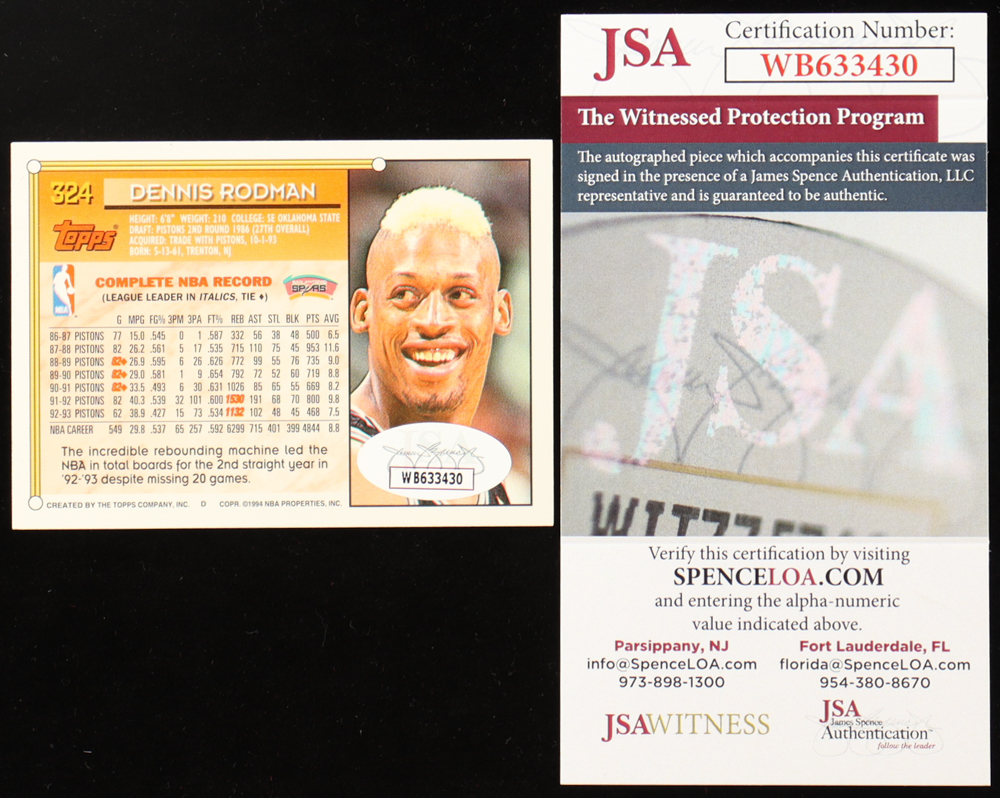 324
DENNIS RODMAN
Topps
HEIGHT: 6'8" WEIGHT: 210 COLLEGE: SE OKLAHOMA STATE
DRAFT: PISTONS 2ND ROUND 1986 (27TH OVERALL)
ACQUIRED: TRADE WITH PISTONS, 10-1-93
BORN: 5-13-61, TRENTON, NJ
NBA
COMPLETE NBA RECORD
(LEAGUE LEADER IN ITALICS, TIE ♦)
SPURS
G MPG FG% 3PM 3PA FT% REB AST STL BLK PTS AVG
86-87 PISTONS 77 15.0 .545 0 1 .587 332 56 38 48 500 6.5
87-88 PISTONS 82 26.2 .561 5 17 .535 715 110 75 45 953 11.6
88-89 PISTONS 82♦ 26.9 .595 6 26 .626 772 99 55 76 735 9.0
89-90 PISTONS 82♦ 29.0 .581 1 9 .654 792 72 52 60 719 8.8
90-91 PISTONS 82♦ 33.5 .493 6 30 .631 1026 85 65 55 669 8.2
91-92 PISTONS 82 40.3 .539 32 101 .600 1530 191 68 70 800 9.8
92-93 PISTONS 62 38.9 .427 15 73 .534 1132 102 48 45 468 7.5
NBA CAREER 549 29.8 .537 65 257 .592 6299 715 401 399 4844 8.8
The incredible rebounding machine led the
NBA in total boards for the 2nd straight year in
'92-'93 despite missing 20 games.
CREATED BY THE TOPPS COMPANY, INC. D COPR. ©1994 NBA PROPERTIES, INC.
JSA
WB633430
JSA
Certification Number:
WB633430
The Witnessed Protection Program
The autographed piece which accompanies this certificate was
signed in the presence of a James Spence Authentication, LLC
representative and is guaranteed to be authentic.
JSA
Verify this certification by visiting
SPENCELOA.COM
and entering the alpha-numeric
value indicated above.
Parsippany, NJ
info@SpenceLOA.com
973-898-1300
Fort Lauderdale, FL
florida@SpenceLOA.com
954-380-8670
JSAWITNESS
JSA
James Spence
Authentication
follow the leader